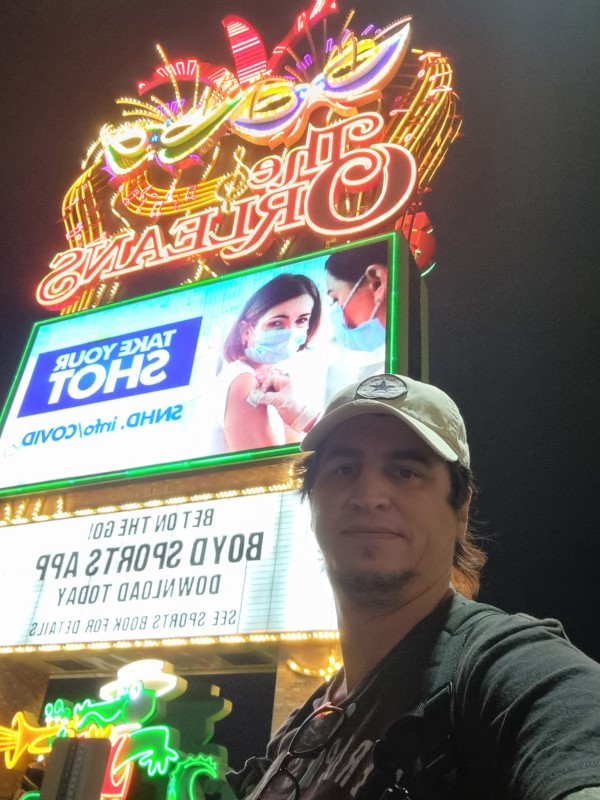 The
ORLEANS
TAKE YOUR
SHOT
SNHD.info/COVID
BET ON THE GO!
BOYD SPORTS APP
DOWNLOAD TODAY
SEE SPORTS BOOK FOR DETAILS